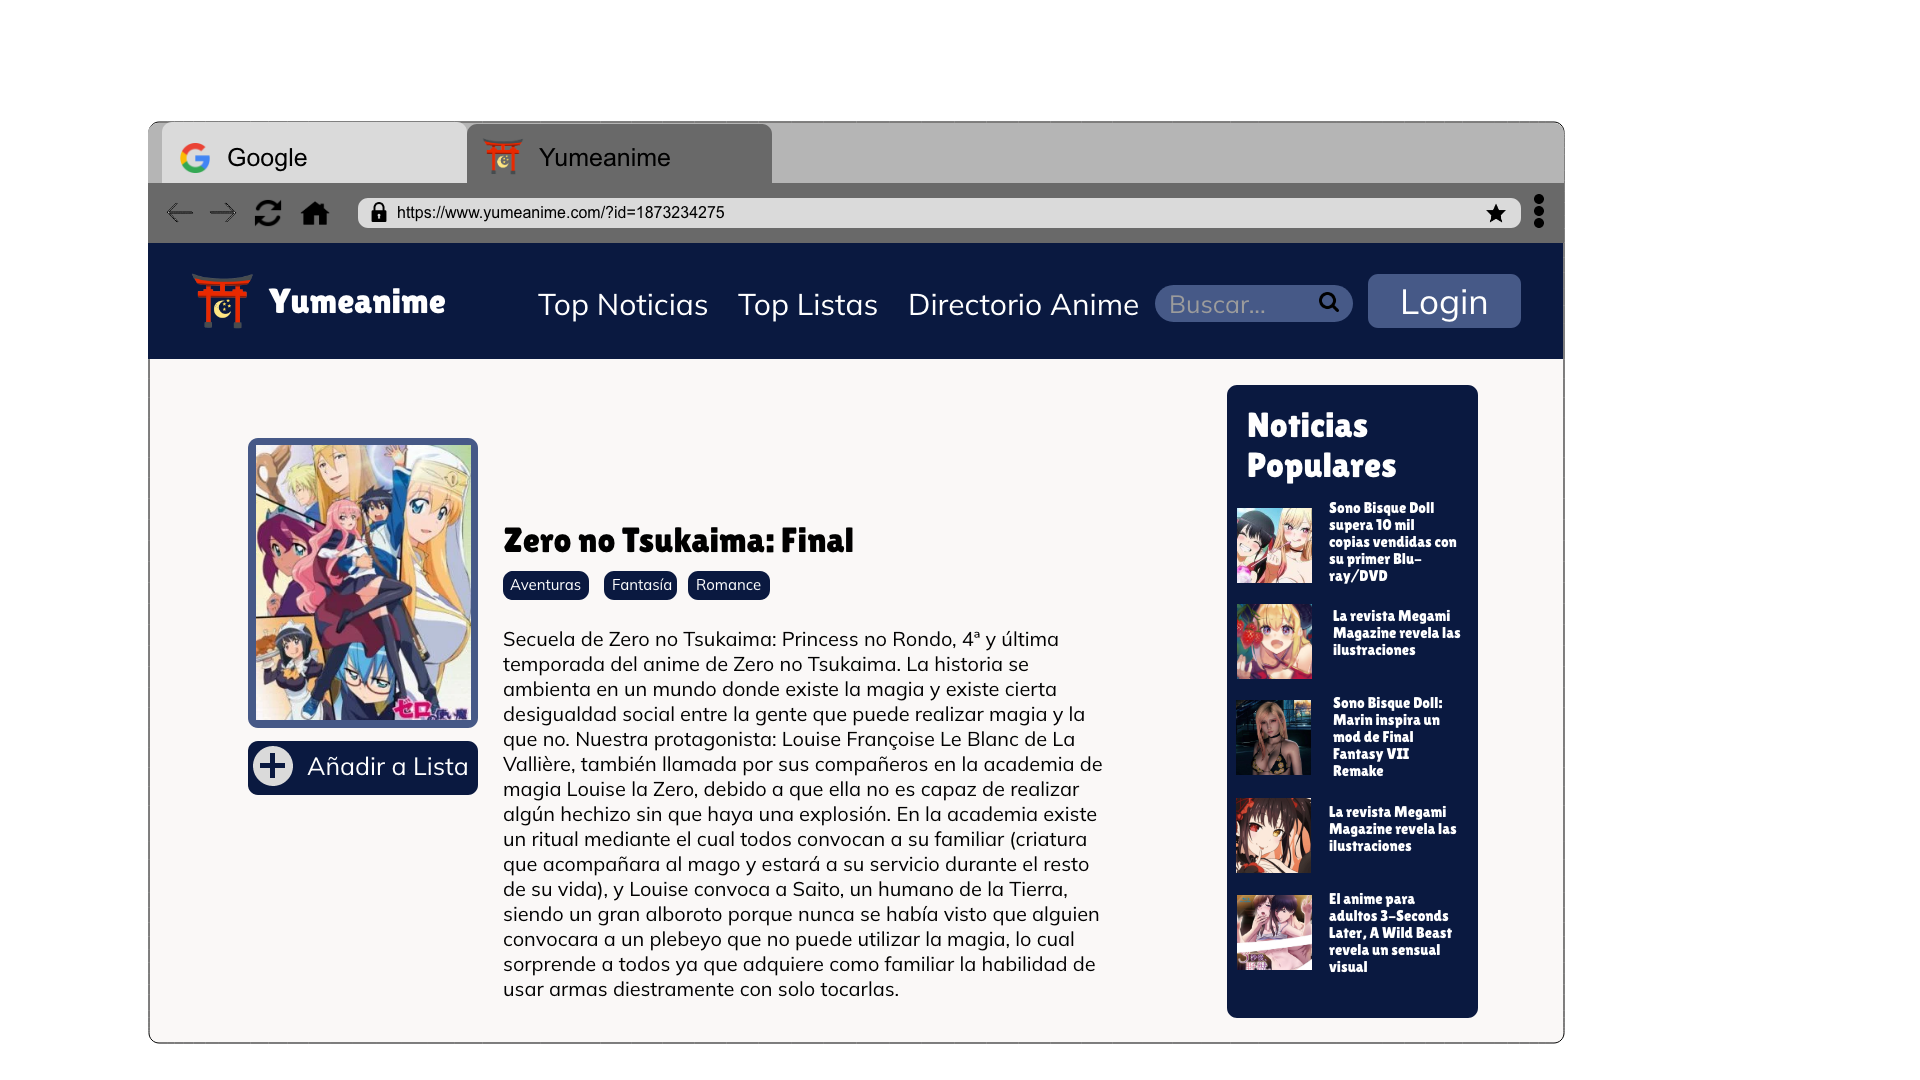 Google
Yumeanime
https://www.yumeanime.com/?id=1873234275
Yumeanime
Top Noticias
Top Listas
Directorio Anime
Buscar...
Login
Zero no Tsukaima: Final
Aventuras
Fantasía
Romance
Secuela de Zero no Tsukaima: Princess no Rondo, 4ª y última
temporada del anime de Zero no Tsukaima. La historia se
ambienta en un mundo donde existe la magia y existe cierta
desigualdad social entre la gente que puede realizar magia y la
que no. Nuestra protagonista: Louise Françoise Le Blanc de La
Vallière, también llamada por sus compañeros en la academia de
magia Louise la Zero, debido a que ella no es capaz de realizar
algún hechizo sin que haya una explosión. En la academia existe
un ritual mediante el cual todos convocan a su familiar (criatura
que acompañara al mago y estará a su servicio durante el resto
de su vida), y Louise convoca a Saito, un humano de la Tierra,
siendo un gran alboroto porque nunca se había visto que alguien
convocara a un plebeyo que no puede utilizar la magia, lo cual
sorprende a todos ya que adquiere como familiar la habilidad de
usar armas diestramente con solo tocarlas.
ゼロの使い魔
Añadir a Lista
Noticias
Populares
Sono Bisque Doll
supera 10 mil
copias vendidas con
su primer Blu-
ray/DVD
La revista Megami
Magazine revela las
ilustraciones
Sono Bisque Doll:
Marin inspira un
mod de Final
Fantasy VII
Remake
La revista Megami
Magazine revela las
ilustraciones
El anime para
adultos 3-Seconds
Later, A Wild Beast
revela un sensual
visual